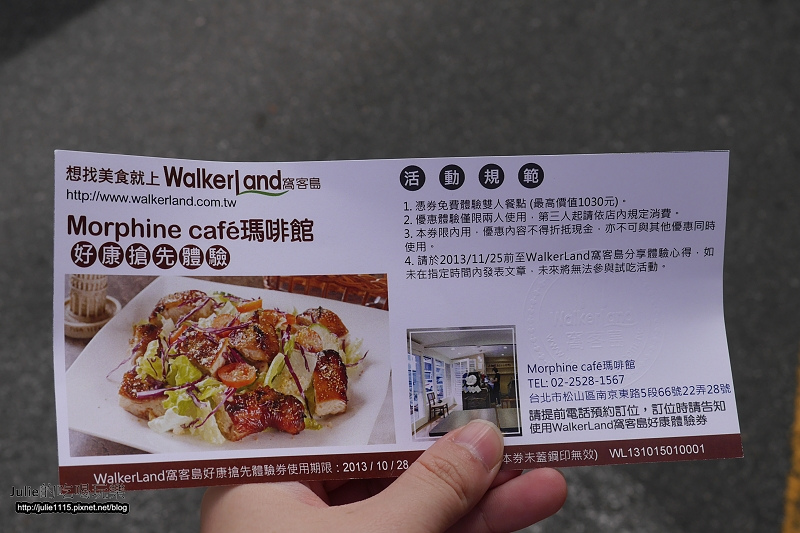 想找美食就上 WalkerLand窩客島
http://www.walkerland.com.tw
Morphine café瑪啡館
好康搶先體驗
活動規範
1. 憑券免費體驗雙人餐點 (最高價值1030元)。
2. 優惠體驗僅限兩人使用，第三人起請依店內規定消費。
3. 本券限內用，優惠內容不得折抵現金，亦不可與其他優惠同時
使用。
4. 請於2013/11/25前至WalkerLand窩客島分享體驗心得，如
未在指定時間內發表文章，未來將無法參與試吃活動。
Morphine café瑪啡館
TEL: 02-2528-1567
台北市松山區南京東路5段66號22弄28號
請提前電話預約訂位，訂位時請告知
使用WalkerLand窩客島好康體驗券
WalkerLand窩客島好康搶先體驗券使用期限：2013 / 10 / 28
本券未蓋鋼印無效) WL131015010001
Julie的吃喝玩樂
http://julie1115.pixnet.net/blog